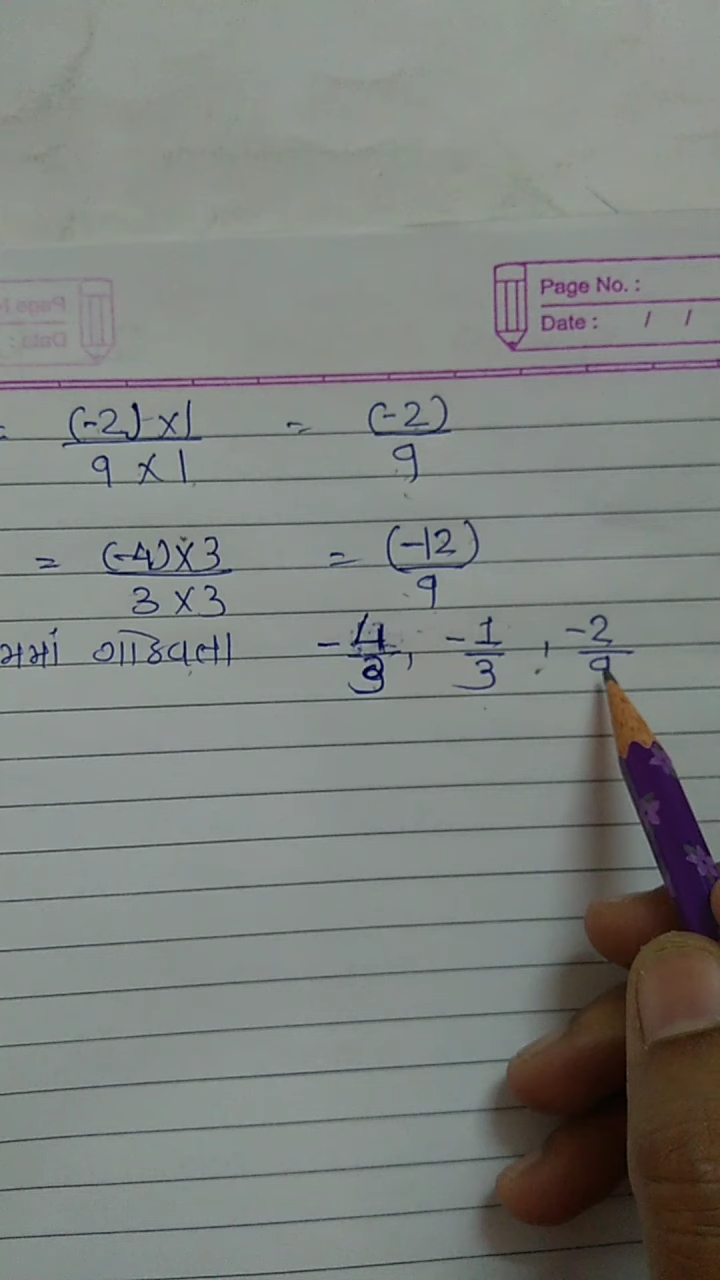 Page No. :
Date : / /
= (-2) × 1 / 9 × 1 = (-2) / 9
= (-4) × 3 / 3 × 3 = (-12) / 9
મમાં ગોઠવતા -4/3 , -1/3 , -2/9